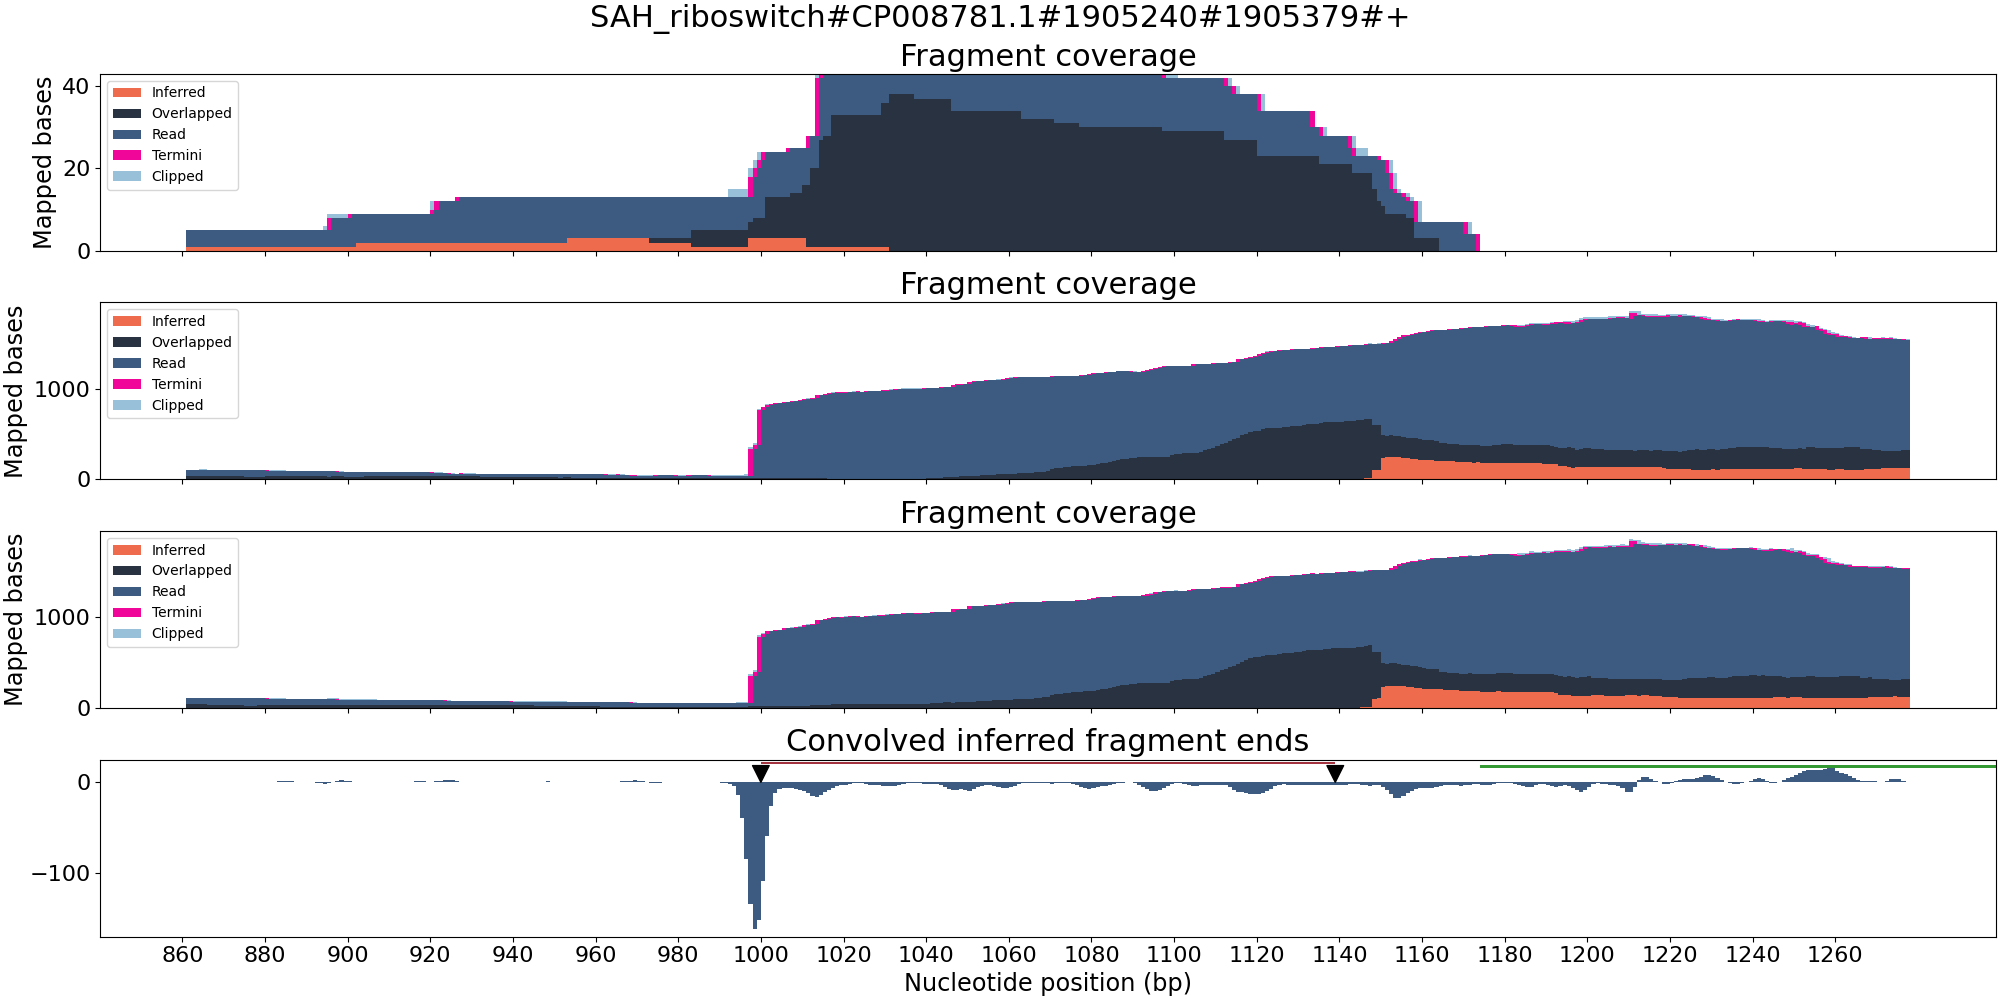 SAH_riboswitch#CP008781.1#1905240#1905379#+
Fragment coverage
Mapped bases
40
20
0
Inferred
Overlapped
Read
Termini
Clipped
Fragment coverage
Mapped bases
1000
0
Inferred
Overlapped
Read
Termini
Clipped
Fragment coverage
Mapped bases
1000
0
Inferred
Overlapped
Read
Termini
Clipped
Convolved inferred fragment ends
0
−100
860 880 900 920 940 960 980 1000 1020 1040 1060 1080 1100 1120 1140 1160 1180 1200 1220 1240 1260
Nucleotide position (bp)